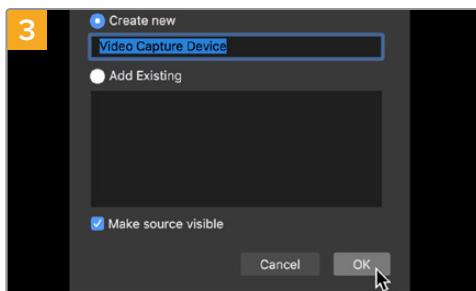 3
Create new
Video Capture Device
Add Existing
Make source visible
Cancel OK